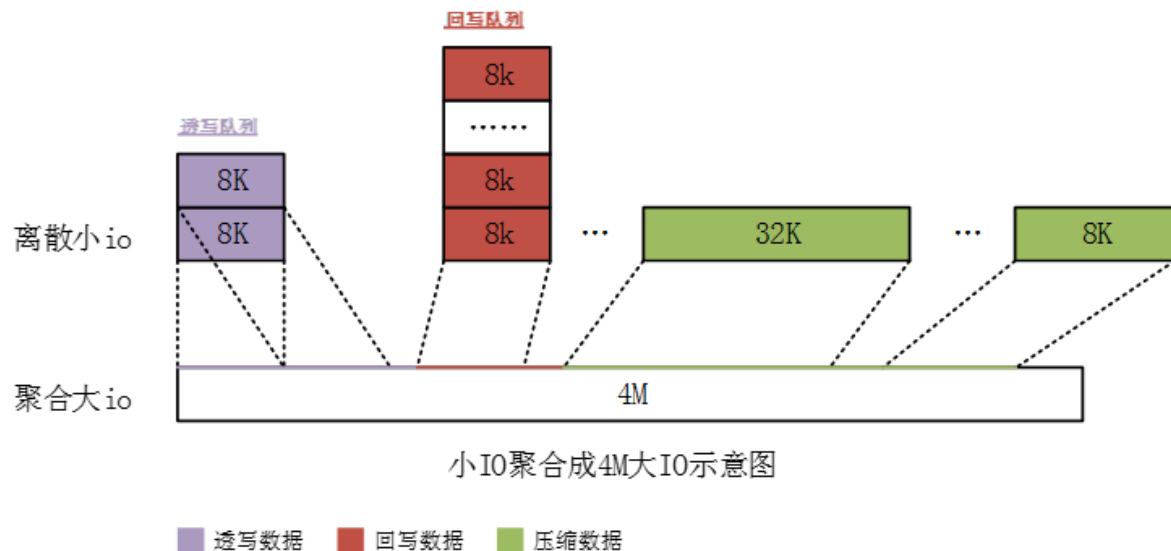 回写队列
8k
……
透写队列
8K
8k
离散小io
8K
8k
…
32K
…
8K
聚合大io
4M
小IO聚合成4M大IO示意图
透写数据
回写数据
压缩数据